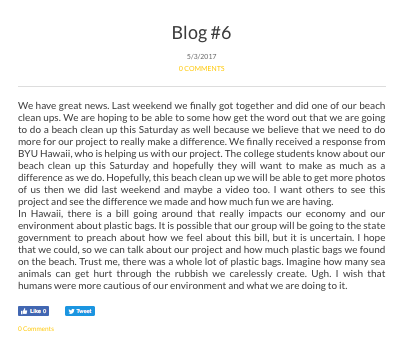 Blog #6
5/3/2017
0 COMMENTS
We have great news. Last weekend we finally got together and did one of our beach
clean ups. We are hoping to be able to some how get the word out that we are going
to do a beach clean up this Saturday as well because we believe that we need to do
more for our project to really make a difference. We finally received a response from
BYU Hawaii, who is helping us with our project. The college students know about our
beach clean up this Saturday and hopefully they will want to make as much as a
difference as we do. Hopefully, this beach clean up we will be able to get more photos
of us then we did last weekend and maybe a video too. I want others to see this
project and see the difference we made and how much fun we are having.
In Hawaii, there is a bill going around that really impacts our economy and our
environment about plastic bags. It is possible that our group will be going to the state
government to preach about how we feel about this bill, but it is uncertain. I hope
that we could, so we can talk about our project and how much plastic bags we found
on the beach. Trust me, there was a whole lot of plastic bags. Imagine how many sea
animals can get hurt through the rubbish we carelessly create. Ugh. I wish that
humans were more cautious of our environment and what we are doing to it.
Like 0 Tweet
0 Comments